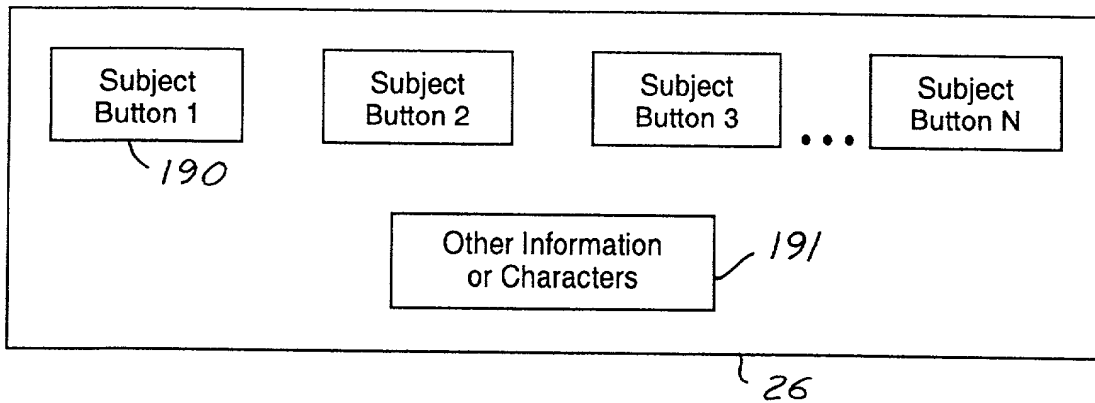 Subject
Button 1
Subject
Button 2
Subject
Button 3
...
Subject
Button N
190
Other Information
or Characters
191
26